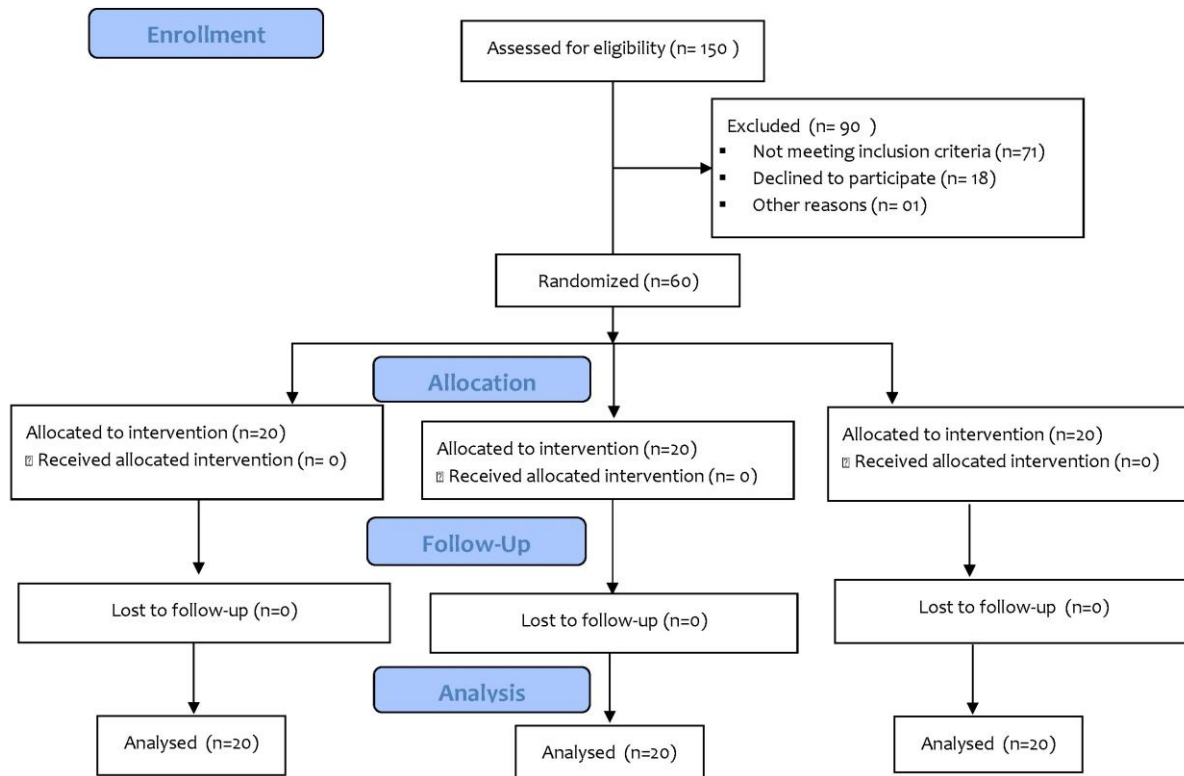 Enrollment
Assessed for eligibility (n= 150 )
Excluded (n= 90 )
▪ Not meeting inclusion criteria (n=71)
▪ Declined to participate (n= 18)
▪ Other reasons (n= 01)
Randomized (n=60)
Allocation
Allocated to intervention (n=20)
Received allocated intervention (n= 0)
Allocated to intervention (n=20)
Received allocated intervention (n= 0)
Allocated to intervention (n=20)
Received allocated intervention (n=0)
Follow-Up
Lost to follow-up (n=0)
Lost to follow-up (n=0)
Lost to follow-up (n=0)
Analysis
Analysed (n=20)
Analysed (n=20)
Analysed (n=20)